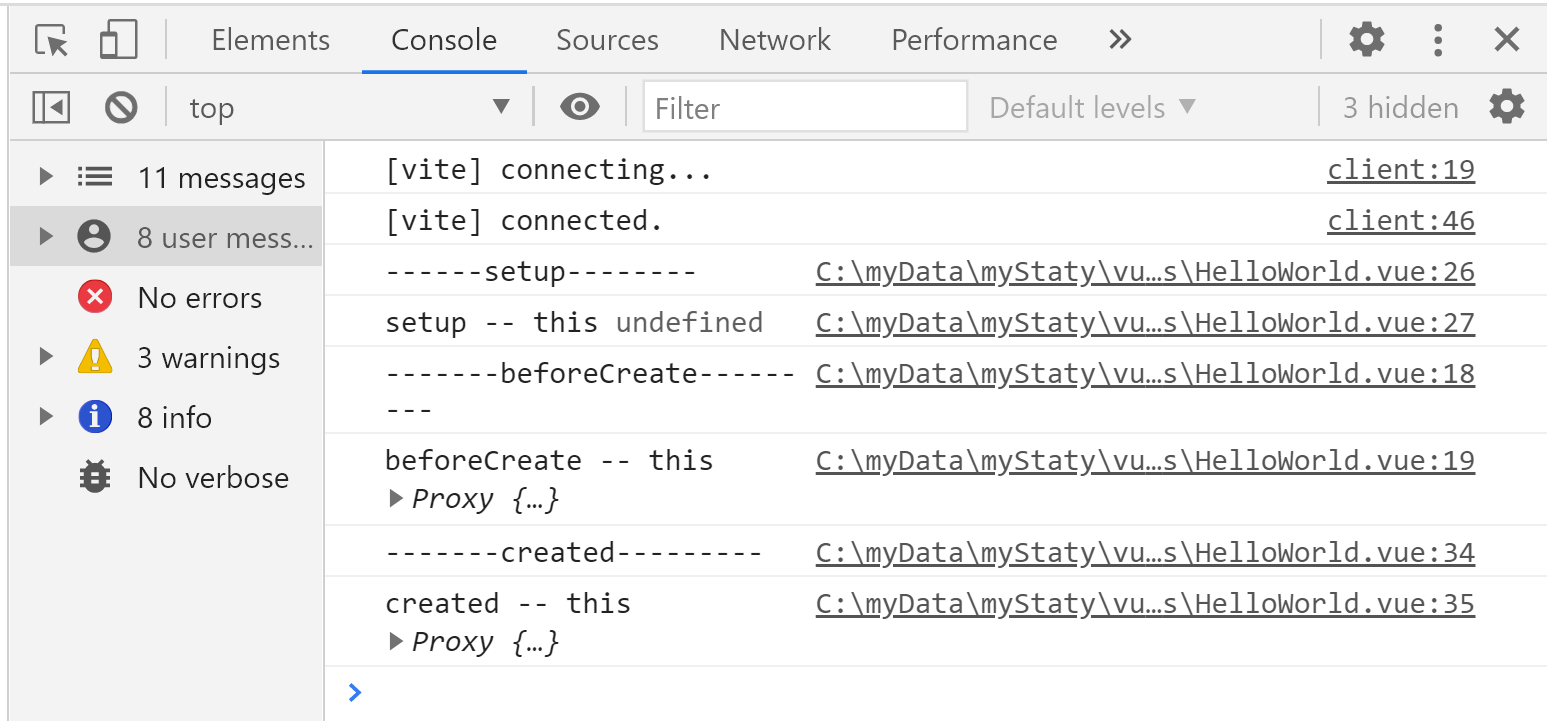 Elements Console Sources Network Performance
top Filter Default levels 3 hidden
11 messages
8 user mess...
No errors
3 warnings
8 info
No verbose
[vite] connecting... client:19
[vite] connected. client:46
------setup-------- C:\myData\myStaty\vu…s\HelloWorld.vue:26
setup -- this undefined C:\myData\myStaty\vu…s\HelloWorld.vue:27
-------beforeCreate------ C:\myData\myStaty\vu…s\HelloWorld.vue:18
---
beforeCreate -- this C:\myData\myStaty\vu…s\HelloWorld.vue:19
Proxy {…}
-------created--------- C:\myData\myStaty\vu…s\HelloWorld.vue:34
created -- this C:\myData\myStaty\vu…s\HelloWorld.vue:35
Proxy {…}